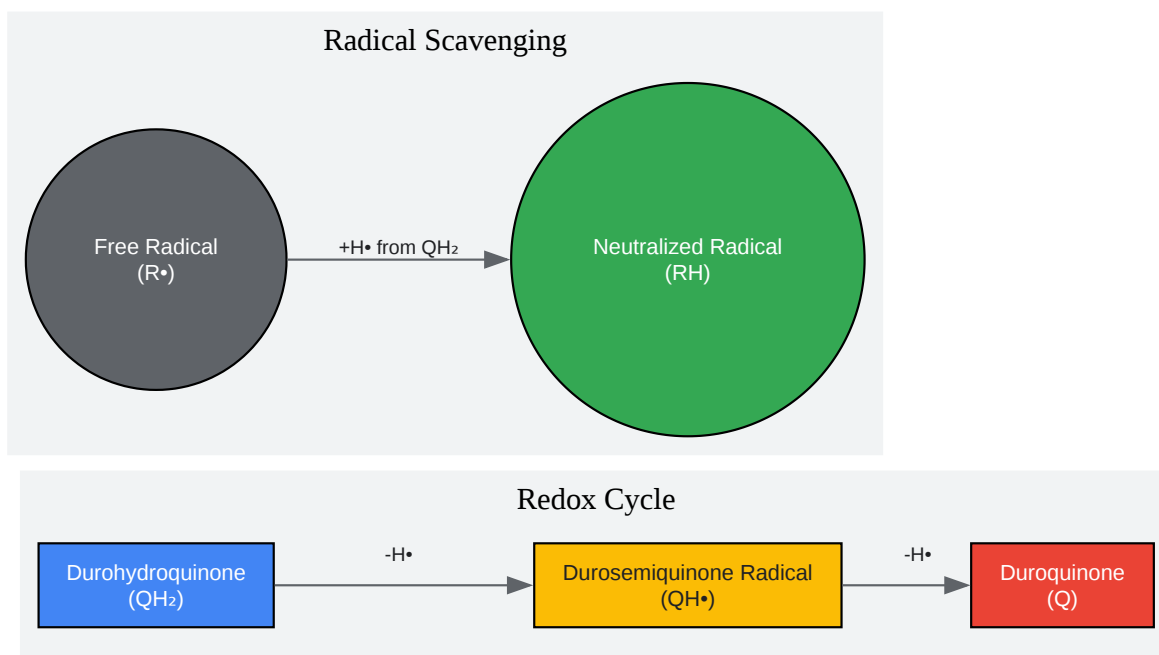 Radical Scavenging
Free Radical
(R•)
+H• from QH₂
Neutralized Radical
(RH)
Redox Cycle
-H•
-H•
Durohydroquinone
(QH₂)
Durosemiquinone Radical
(QH•)
Duroquinone
(Q)